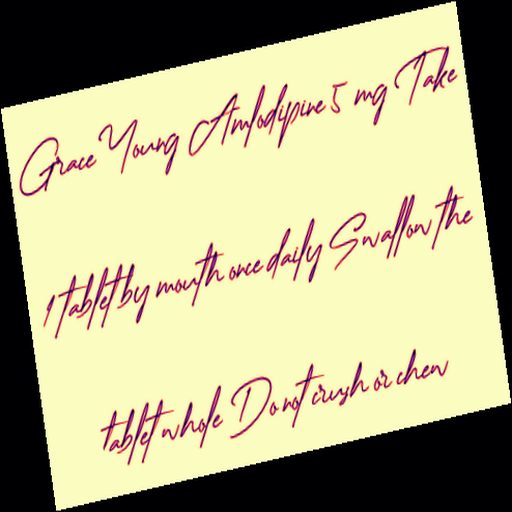 Grace Young Amlodipine 5 mg Take
1 tablet by mouth once daily Swallow the
tablet whole Do not crush or chew